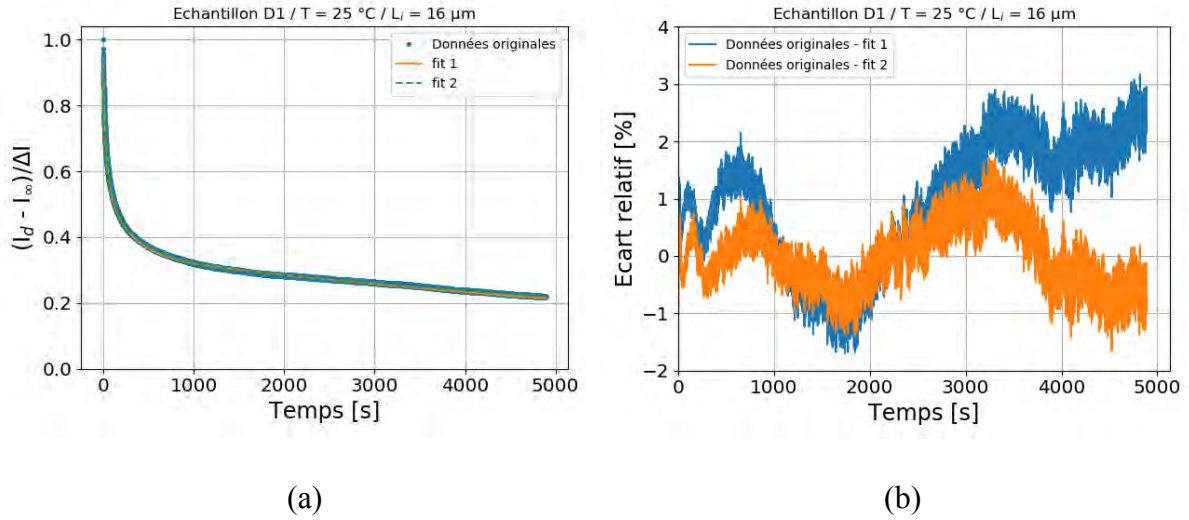 Echantillon D1 / T = 25 °C / Lᵢ = 16 µm
(I_d - I_∞)/ΔI
1.0
0.8
0.6
0.4
0.2
0.0
Données originales
fit 1
fit 2
0 1000 2000 3000 4000 5000
Temps [s]
(a)
Echantillon D1 / T = 25 °C / Lᵢ = 16 µm
Ecart relatif [%]
4
3
2
1
0
−1
−2
Données originales - fit 1
Données originales - fit 2
0 1000 2000 3000 4000 5000
Temps [s]
(b)